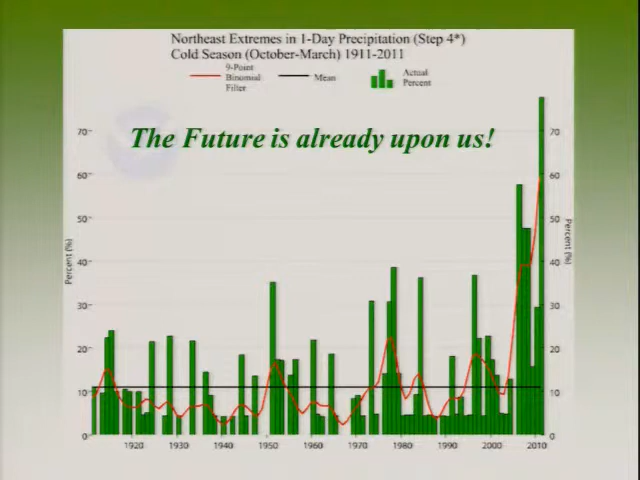 Northeast Extremes in 1-Day Precipitation (Step 4*)
Cold Season (October-March) 1911-2011
9-Point Binomial Filter
Mean
Actual Percent
The Future is already upon us!
Percent (%)
70
60
50
40
30
20
10
0
Percent (%)
70
60
50
40
30
20
10
0
1920 1930 1940 1950 1960 1970 1980 1990 2000 2010